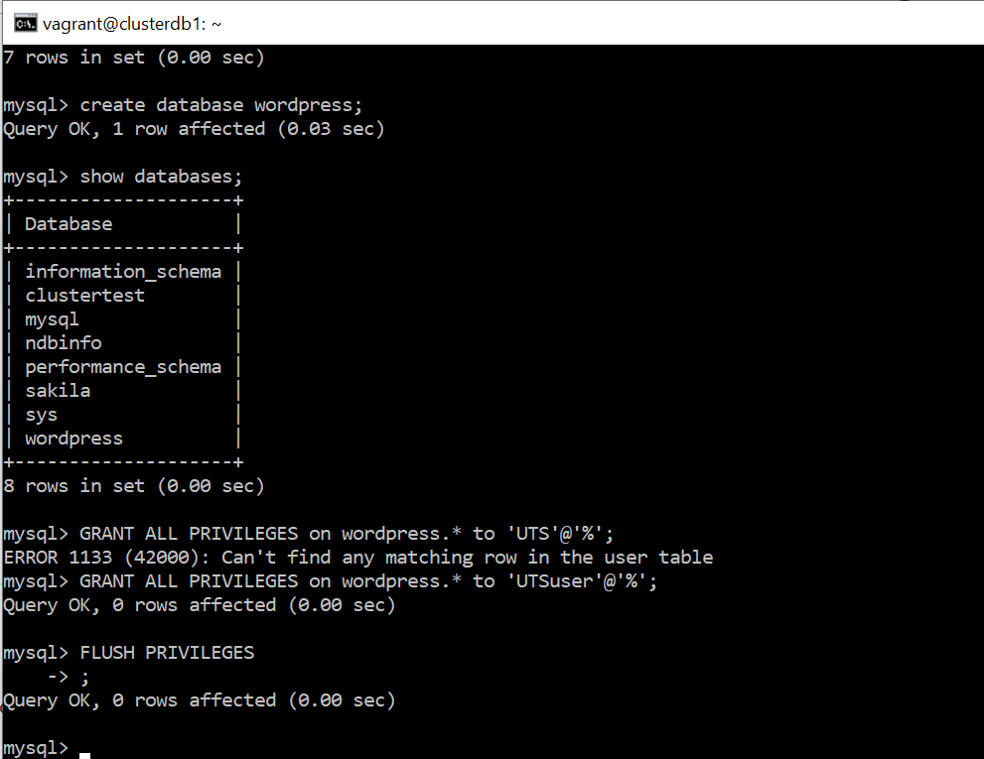 vagrant@clusterdb1: ~
7 rows in set (0.00 sec)
mysql> create database wordpress;
Query OK, 1 row affected (0.03 sec)
mysql> show databases;
+--------------------+
| Database           |
+--------------------+
| information_schema |
| clustertest        |
| mysql              |
| ndbinfo            |
| performance_schema |
| sakila             |
| sys                |
| wordpress          |
+--------------------+
8 rows in set (0.00 sec)
mysql> GRANT ALL PRIVILEGES on wordpress.* to 'UTS'@'%';
ERROR 1133 (42000): Can't find any matching row in the user table
mysql> GRANT ALL PRIVILEGES on wordpress.* to 'UTSuser'@'%';
Query OK, 0 rows affected (0.00 sec)
mysql> FLUSH PRIVILEGES
    -> ;
Query OK, 0 rows affected (0.00 sec)
mysql>